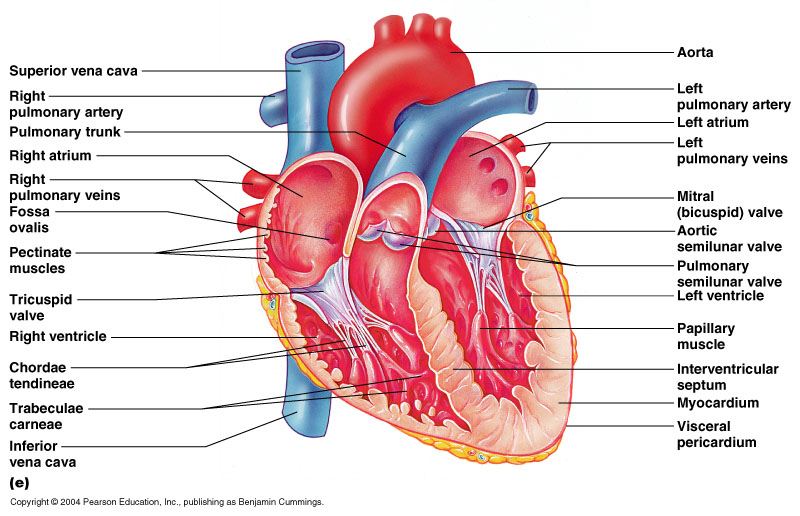 Superior vena cava
Right
pulmonary artery
Pulmonary trunk
Right atrium
Right
pulmonary veins
Fossa
ovalis
Pectinate
muscles
Tricuspid
valve
Right ventricle
Chordae
tendineae
Trabeculae
carneae
Inferior
vena cava
Aorta
Left
pulmonary artery
Left atrium
Left
pulmonary veins
Mitral
(bicuspid) valve
Aortic
semilunar valve
Pulmonary
semilunar valve
Left ventricle
Papillary
muscle
Interventricular
septum
Myocardium
Visceral
pericardium
(e)
Copyright © 2004 Pearson Education, Inc., publishing as Benjamin Cummings.